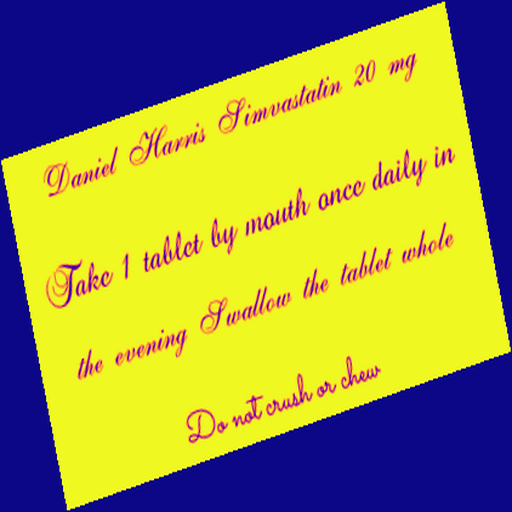 Daniel Harris Simvastatin 20 mg
Take 1 tablet by mouth once daily in
the evening Swallow the tablet whole
Do not crush or chew